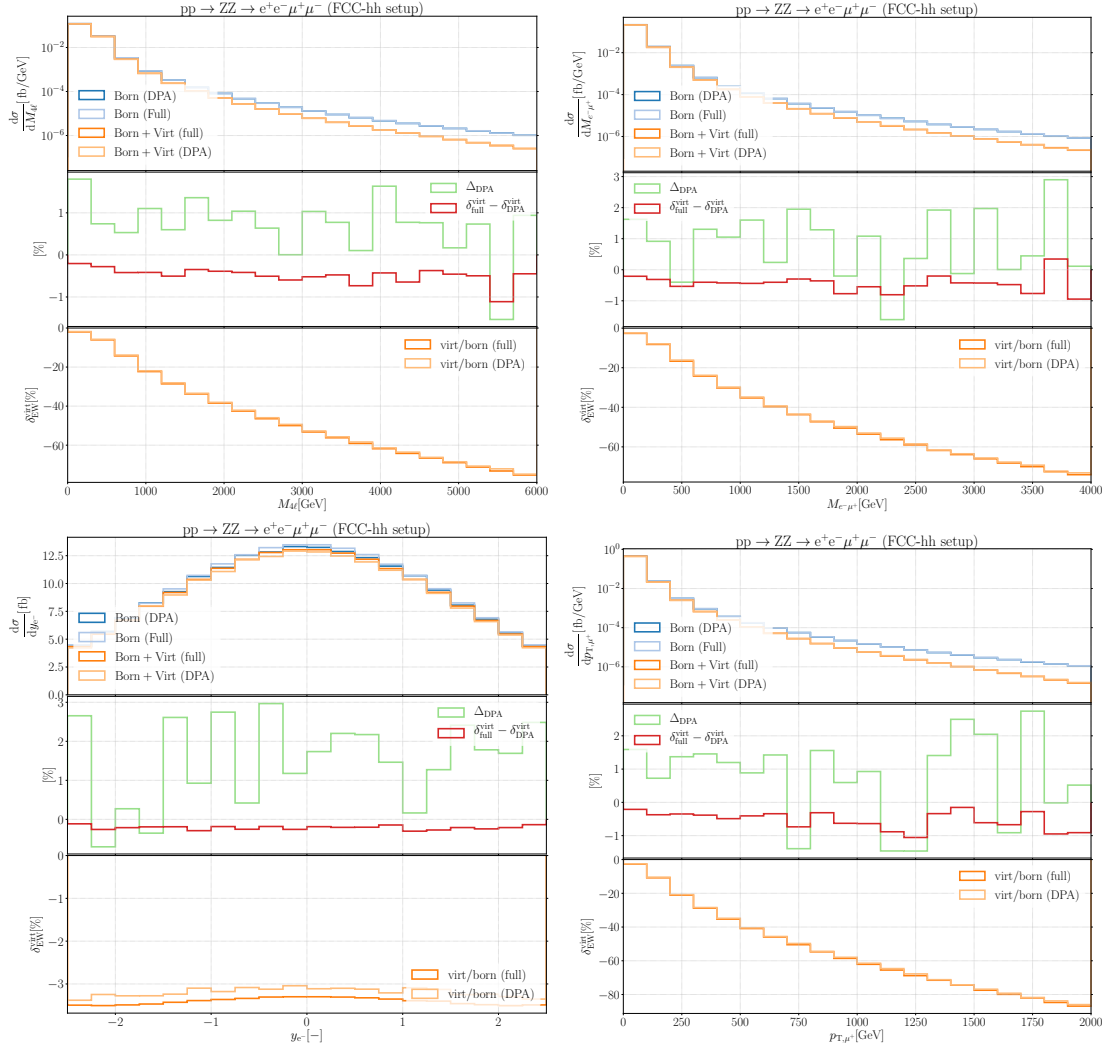 pp → ZZ → e⁺e⁻μ⁺μ⁻ (FCC-hh setup)
dσ/dM₄ℓ [fb/GeV]
10⁻²
10⁻⁴
10⁻⁶
Born (DPA)
Born (Full)
Born + Virt (full)
Born + Virt (DPA)
[%]
1
0
−1
Δ_DPA
δ^virt_full − δ^virt_DPA
δ^virt_EW[%]
0
−20
−40
−60
virt/born (full)
virt/born (DPA)
0 1000 2000 3000 4000 5000 6000
M₄ℓ[GeV]
pp → ZZ → e⁺e⁻μ⁺μ⁻ (FCC-hh setup)
dσ/dM_e⁻μ⁺ [fb/GeV]
10⁻²
10⁻⁴
10⁻⁶
Born (DPA)
Born (Full)
Born + Virt (full)
Born + Virt (DPA)
[%]
3
2
1
0
−1
Δ_DPA
δ^virt_full − δ^virt_DPA
δ^virt_EW[%]
0
−20
−40
−60
virt/born (full)
virt/born (DPA)
0 500 1000 1500 2000 2500 3000 3500 4000
M_e⁻μ⁺[GeV]
pp → ZZ → e⁺e⁻μ⁺μ⁻ (FCC-hh setup)
dσ/dy_e⁻ [fb]
12.5
10.0
7.5
5.0
2.5
0.0
Born (DPA)
Born (Full)
Born + Virt (full)
Born + Virt (DPA)
[%]
3
2
1
0
Δ_DPA
δ^virt_full − δ^virt_DPA
δ^virt_EW[%]
0
−1
−2
−3
virt/born (full)
virt/born (DPA)
−2 −1 0 1 2
y_e⁻[−]
pp → ZZ → e⁺e⁻μ⁺μ⁻ (FCC-hh setup)
dσ/dp_T,μ⁺ [fb/GeV]
10⁰
10⁻²
10⁻⁴
10⁻⁶
Born (DPA)
Born (Full)
Born + Virt (full)
Born + Virt (DPA)
[%]
2
1
0
−1
Δ_DPA
δ^virt_full − δ^virt_DPA
δ^virt_EW[%]
0
−20
−40
−60
−80
virt/born (full)
virt/born (DPA)
0 250 500 750 1000 1250 1500 1750 2000
p_T,μ⁺[GeV]